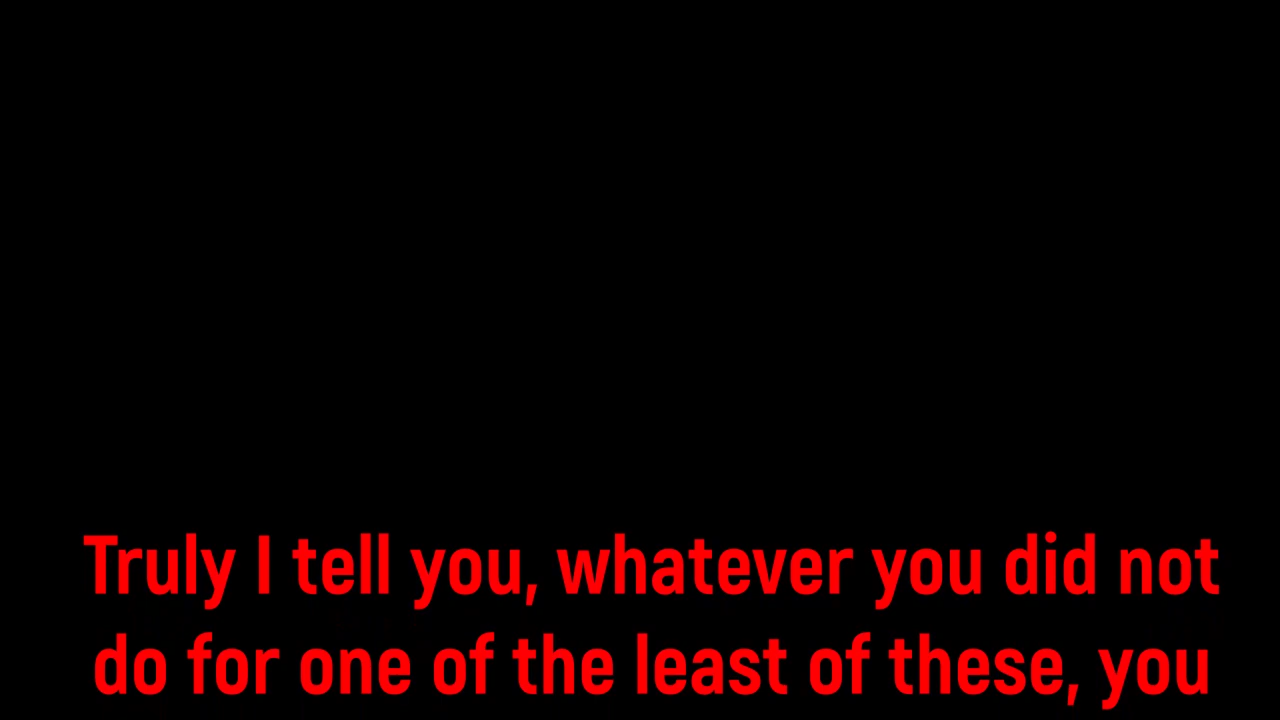 Truly I tell you, whatever you did not
do for one of the least of these, you